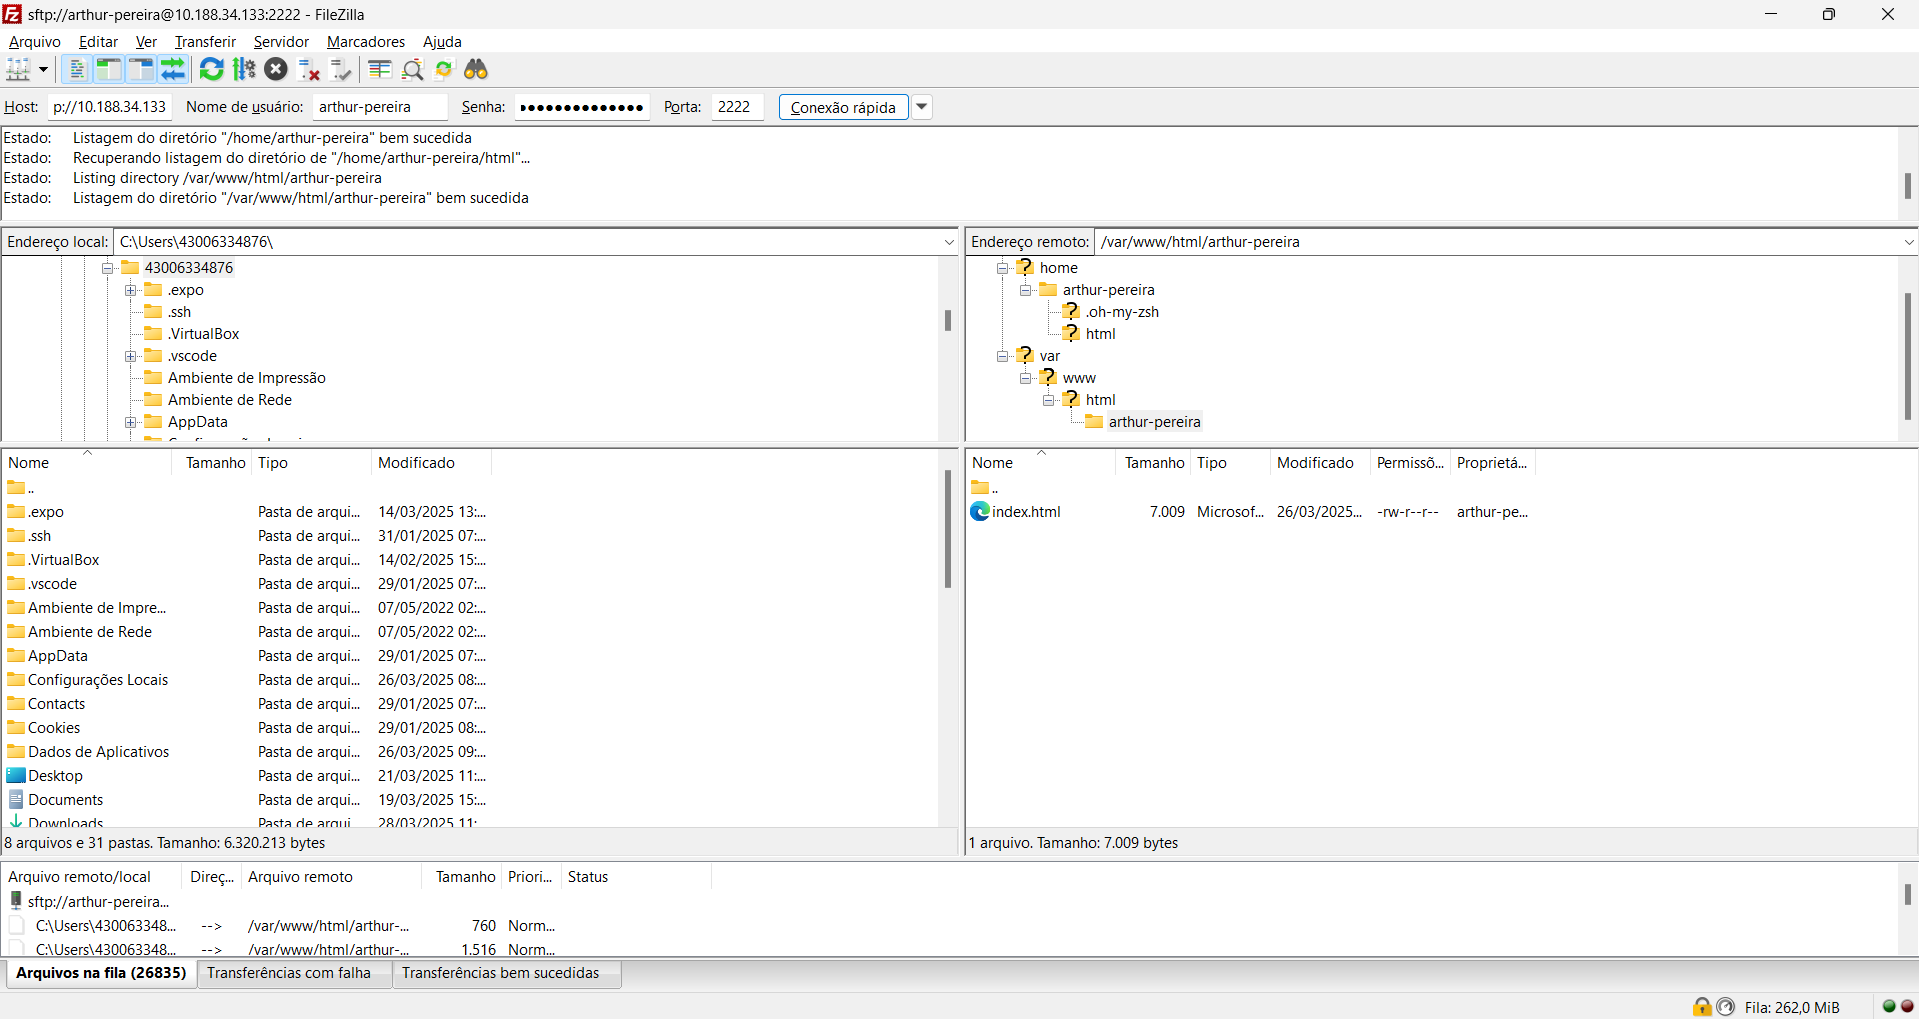 sftp://arthur-pereira@10.188.34.133:2222 - FileZilla
Arquivo Editar Ver Transferir Servidor Marcadores Ajuda
Host: p://10.188.34.133 Nome de usuário: arthur-pereira Senha: ●●●●●●●●●●●●●● Porta: 2222 Conexão rápida
Estado: Listagem do diretório "/home/arthur-pereira" bem sucedida
Estado: Recuperando listagem do diretório de "/home/arthur-pereira/html"...
Estado: Listing directory /var/www/html/arthur-pereira
Estado: Listagem do diretório "/var/www/html/arthur-pereira" bem sucedida
Endereço local: C:\Users\43006334876\
43006334876
.expo
.ssh
.VirtualBox
.vscode
Ambiente de Impressão
Ambiente de Rede
AppData
Endereço remoto: /var/www/html/arthur-pereira
home
arthur-pereira
.oh-my-zsh
html
var
www
html
arthur-pereira
Nome Tamanho Tipo Modificado
..
.expo Pasta de arqui... 14/03/2025 13:...
.ssh Pasta de arqui... 31/01/2025 07:...
.VirtualBox Pasta de arqui... 14/02/2025 15:...
.vscode Pasta de arqui... 29/01/2025 07:...
Ambiente de Impre... Pasta de arqui... 07/05/2022 02:...
Ambiente de Rede Pasta de arqui... 07/05/2022 02:...
AppData Pasta de arqui... 29/01/2025 07:...
Configurações Locais Pasta de arqui... 26/03/2025 08:...
Contacts Pasta de arqui... 29/01/2025 07:...
Cookies Pasta de arqui... 29/01/2025 08:...
Dados de Aplicativos Pasta de arqui... 26/03/2025 09:...
Desktop Pasta de arqui... 21/03/2025 11:...
Documents Pasta de arqui... 19/03/2025 15:...
Downloads Pasta de arqui 28/03/2025 11:
8 arquivos e 31 pastas. Tamanho: 6.320.213 bytes
Nome Tamanho Tipo Modificado Permissõ... Proprietá...
..
index.html 7.009 Microsof... 26/03/2025... -rw-r--r-- arthur-pe...
1 arquivo. Tamanho: 7.009 bytes
Arquivo remoto/local Direç... Arquivo remoto Tamanho Priori... Status
sftp://arthur-pereira...
C:\Users\430063348... --> /var/www/html/arthur-... 760 Norm...
C:\Users\430063348... --> /var/www/html/arthur-... 1.516 Norm...
Arquivos na fila (26835) Transferências com falha Transferências bem sucedidas
Fila: 262,0 MiB